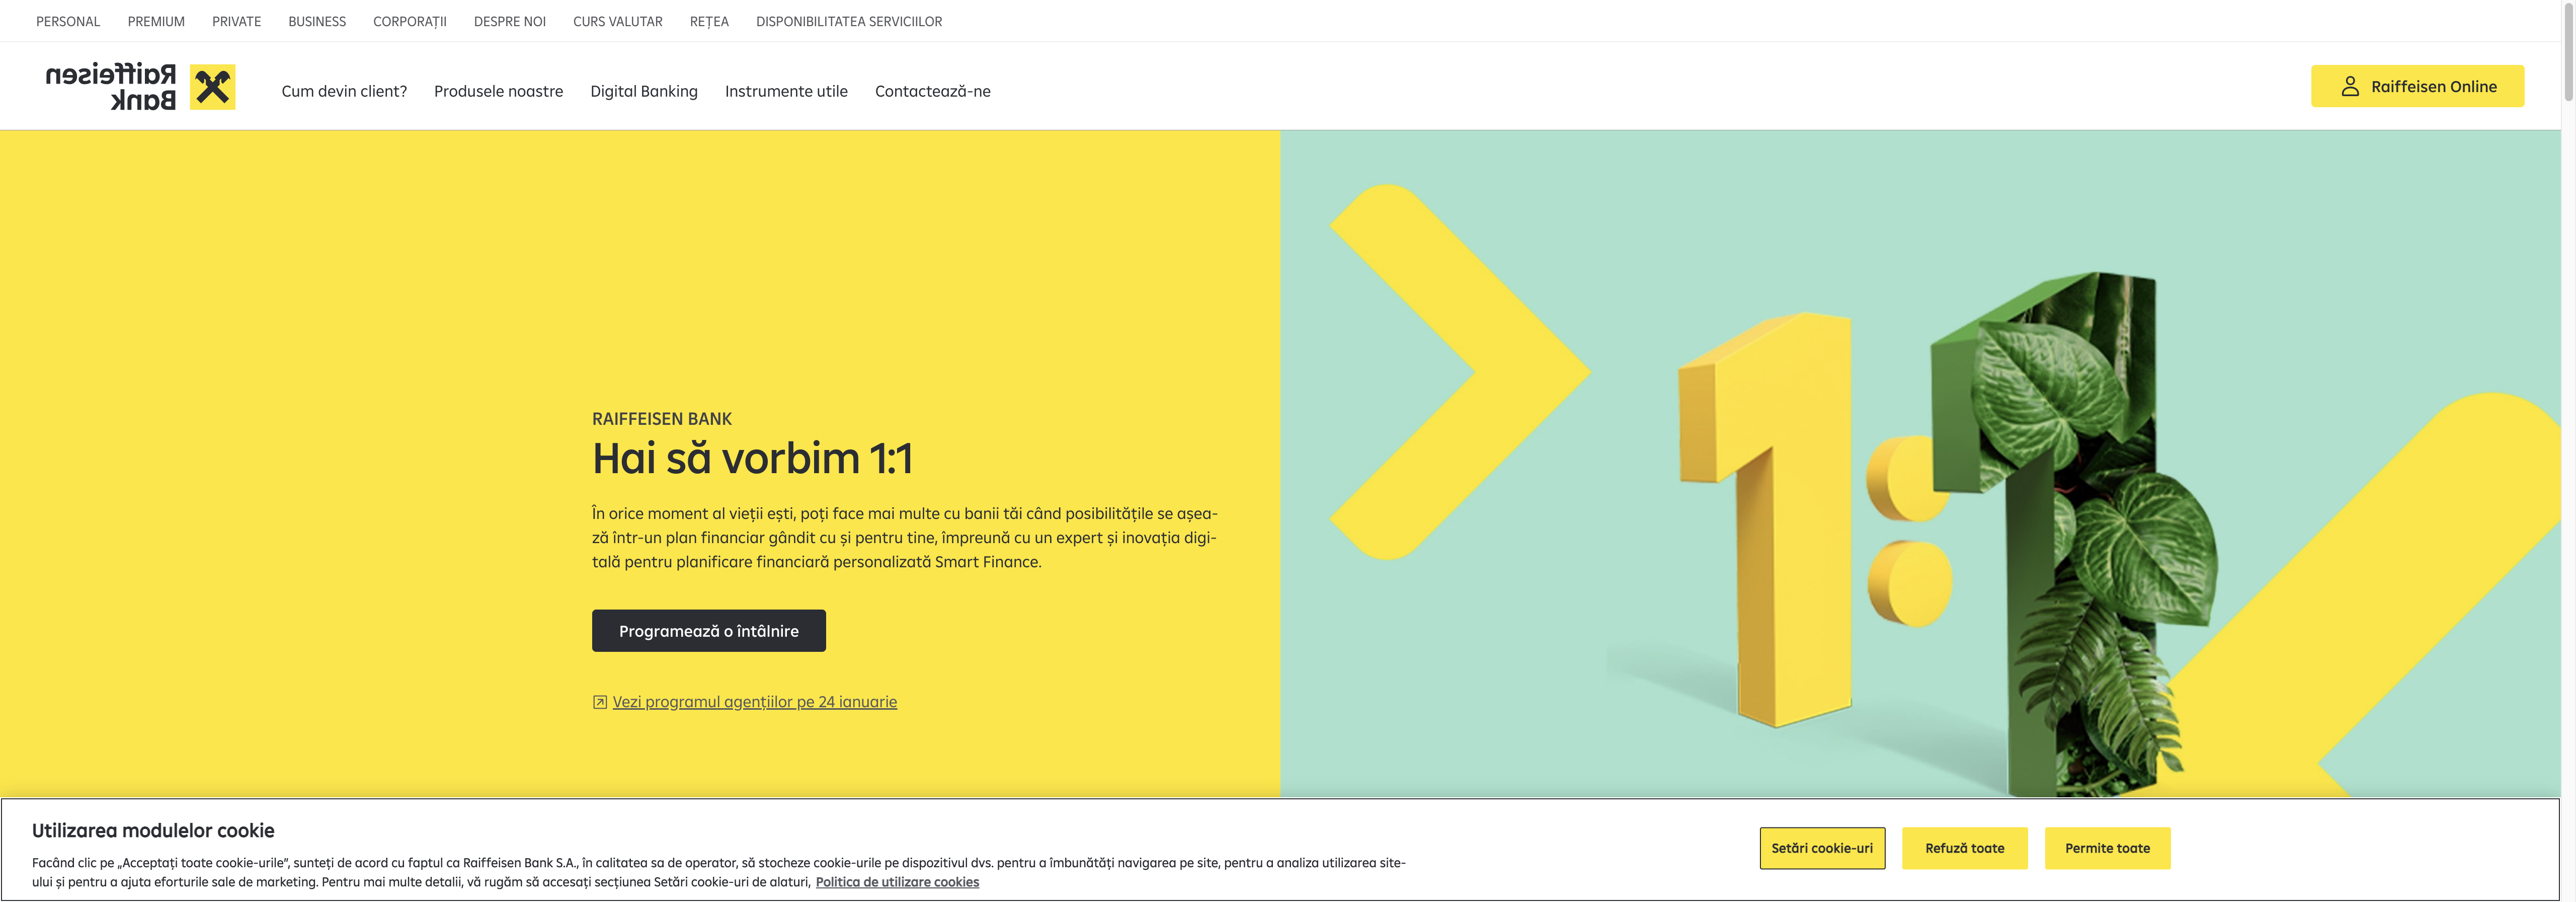 PERSONAL PREMIUM PRIVATE BUSINESS CORPORAȚII DESPRE NOI CURS VALUTAR REȚEA DISPONIBILITATEA SERVICIILOR
Raiffeisen
Bank
Cum devin client? Produsele noastre Digital Banking Instrumente utile Contactează-ne
Raiffeisen Online
RAIFFEISEN BANK
Hai să vorbim 1:1
În orice moment al vieții ești, poți face mai multe cu banii tăi când posibilitățile se așea-
ză într-un plan financiar gândit cu și pentru tine, împreună cu un expert și inovația digi-
tală pentru planificare financiară personalizată Smart Finance.
Programează o întâlnire
Vezi programul agențiilor pe 24 ianuarie
1:1
Utilizarea modulelor cookie
Facând clic pe „Acceptați toate cookie-urile”, sunteți de acord cu faptul ca Raiffeisen Bank S.A., în calitatea sa de operator, să stocheze cookie-urile pe dispozitivul dvs. pentru a îmbunătăți navigarea pe site, pentru a analiza utilizarea site-
ului și pentru a ajuta eforturile sale de marketing. Pentru mai multe detalii, vă rugăm să accesați secțiunea Setări cookie-uri de alaturi, Politica de utilizare cookies
Setări cookie-uri Refuză toate Permite toate